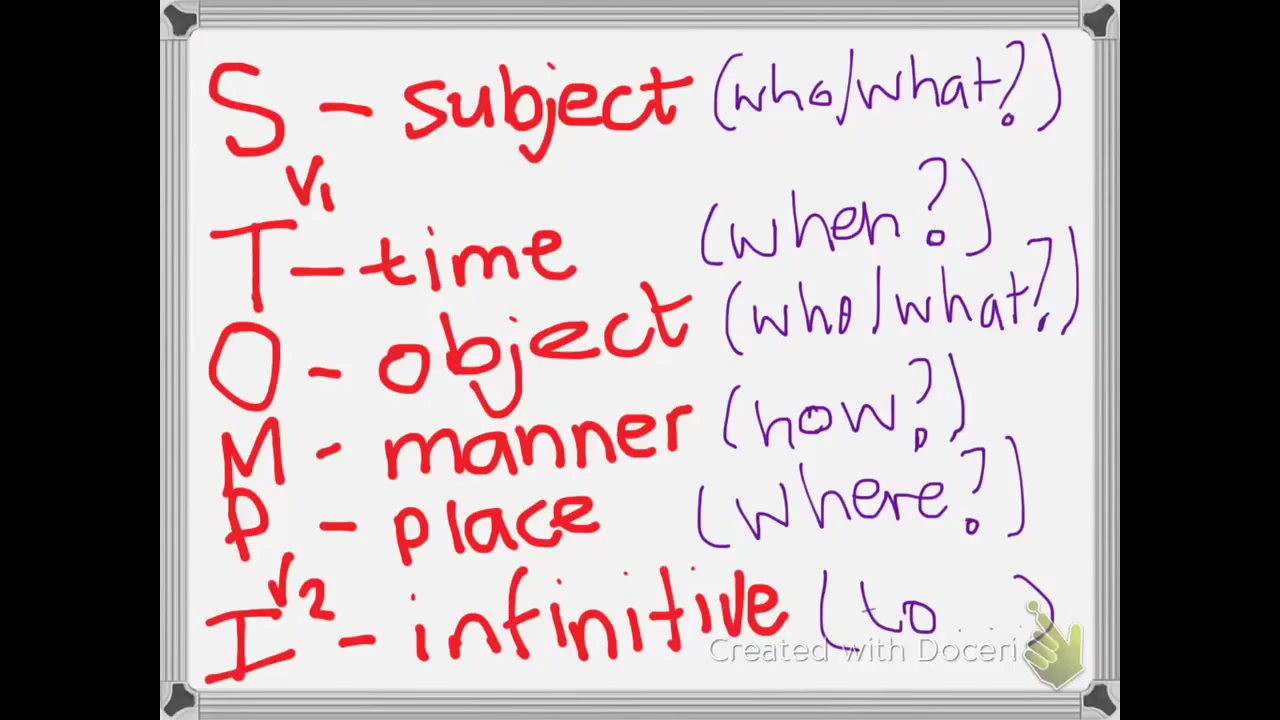 S - subject (who/what?)
v1
T - time (when?)
O - object (who/what?)
M - manner (how?)
P - place (where?)
v2
I - infinitive (to...)
Created with Doceri